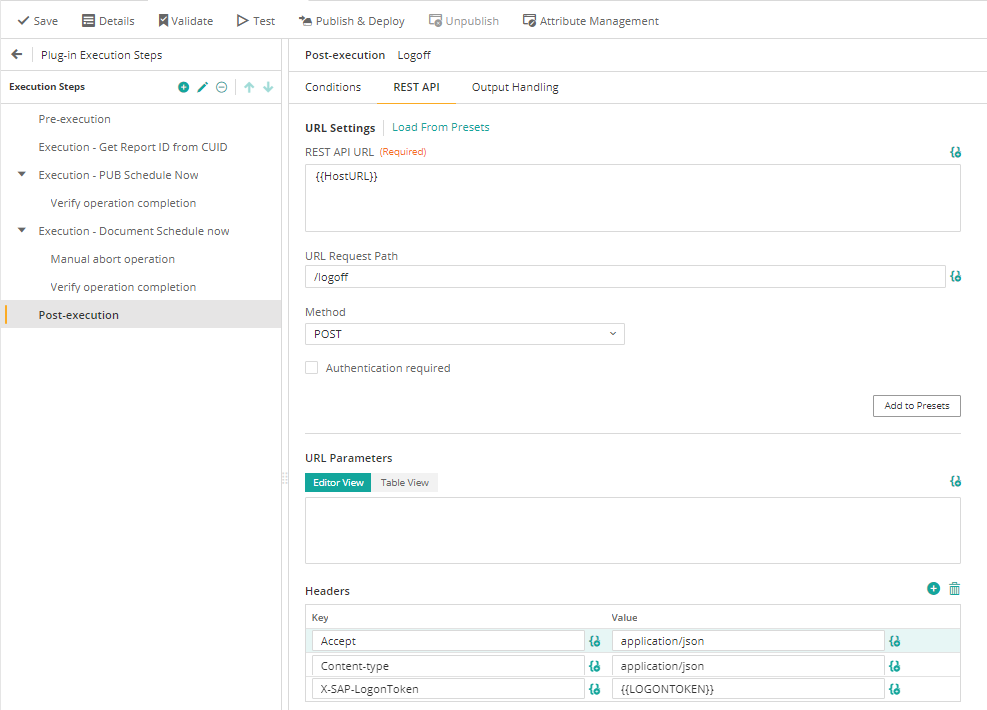 Save Details Validate Test Publish & Deploy Unpublish Attribute Management
Plug-in Execution Steps
Execution Steps
Pre-execution
Execution - Get Report ID from CUID
Execution - PUB Schedule Now
Verify operation completion
Execution - Document Schedule now
Manual abort operation
Verify operation completion
Post-execution
Post-execution Logoff
Conditions REST API Output Handling
URL Settings Load From Presets
REST API URL (Required)
{{HostURL}}
URL Request Path
/logoff
Method
POST
Authentication required
Add to Presets
URL Parameters
Editor View Table View
Headers
Key Value
Accept application/json
Content-type application/json
X-SAP-LogonToken {{LOGONTOKEN}}